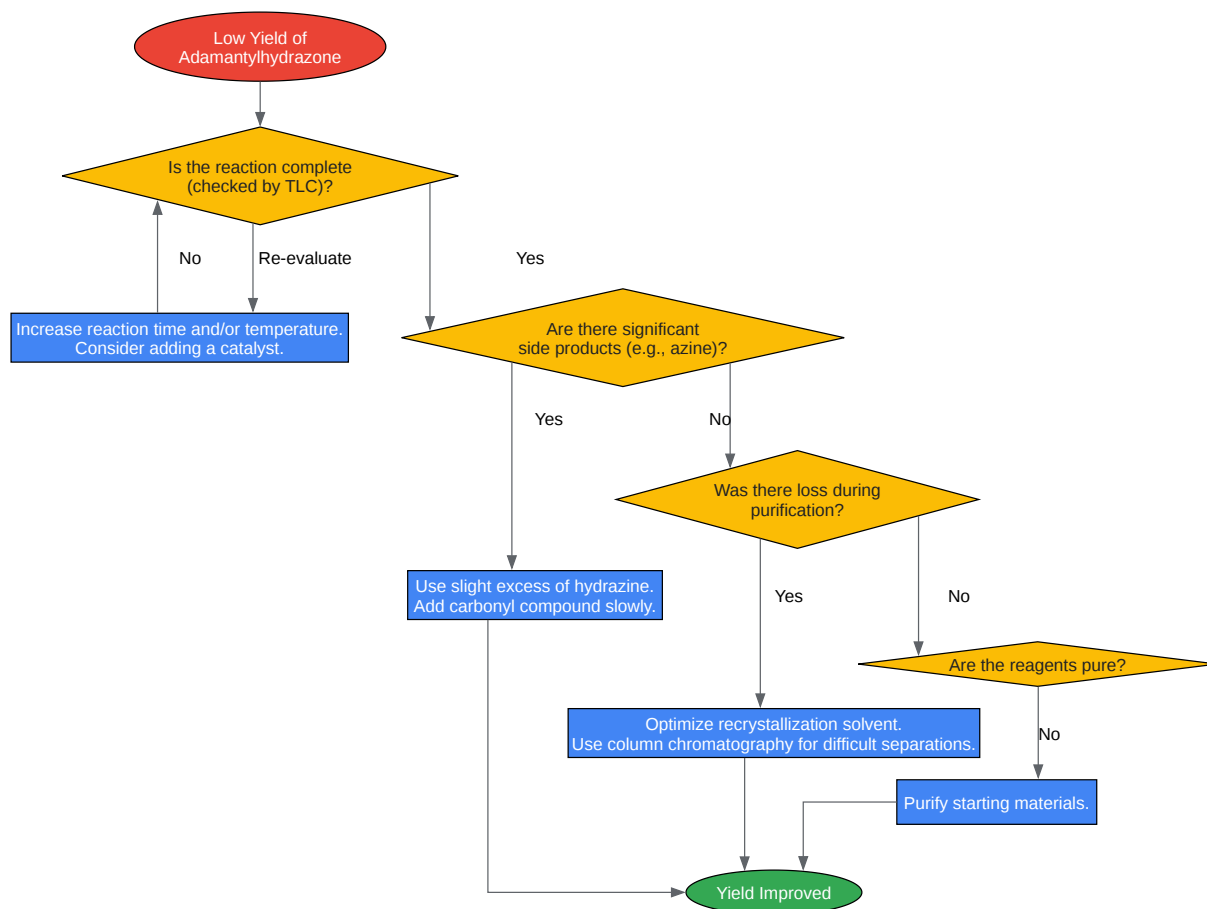 Low Yield of
Adamantylhydrazone
Is the reaction complete
(checked by TLC)?
No
Re-evaluate
Yes
Increase reaction time and/or temperature.
Consider adding a catalyst.
Are there significant
side products (e.g., azine)?
Yes
No
Was there loss during
purification?
Use slight excess of hydrazine.
Add carbonyl compound slowly.
Yes
No
Are the reagents pure?
Optimize recrystallization solvent.
Use column chromatography for difficult separations.
No
Purify starting materials.
Yield Improved